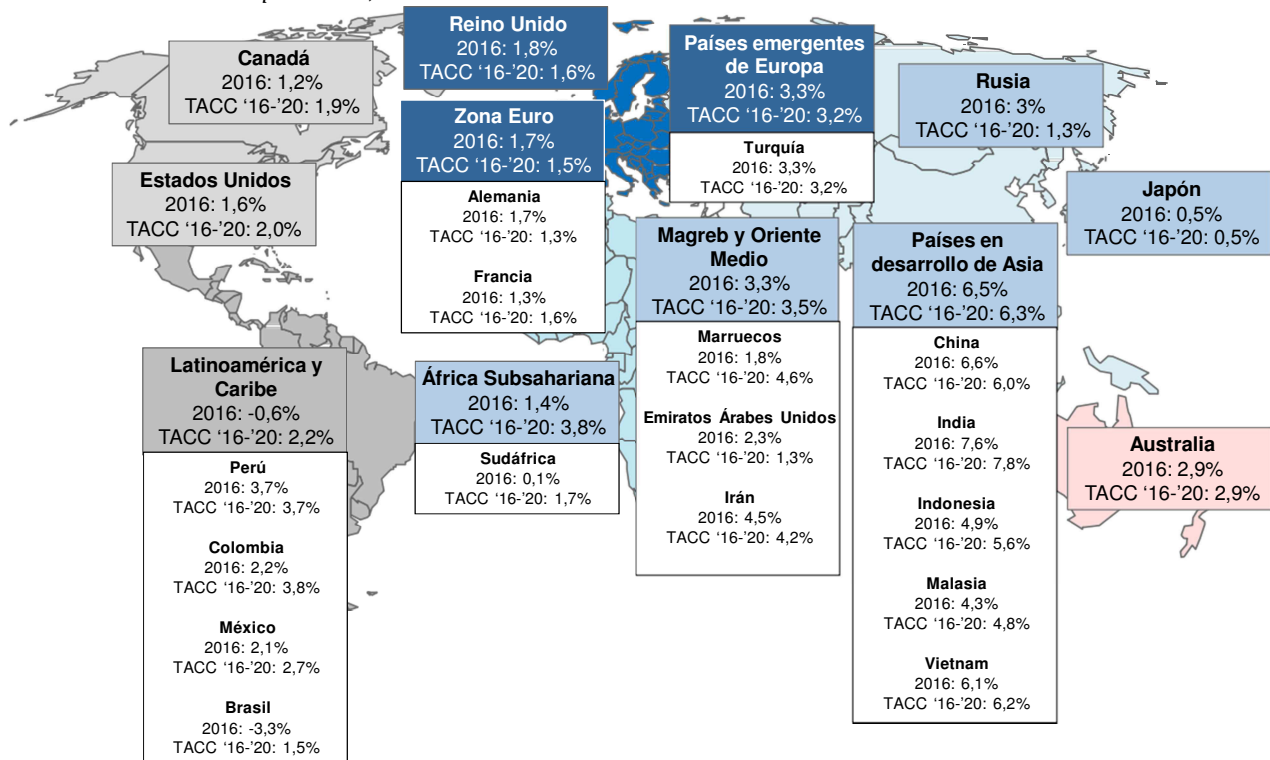 Canadá
2016: 1,2%
TACC ‘16-’20: 1,9%
Estados Unidos
2016: 1,6%
TACC ‘16-’20: 2,0%
Latinoamérica y
Caribe
2016: -0,6%
TACC ‘16-’20: 2,2%
Perú
2016: 3,7%
TACC ‘16-’20: 3,7%
Colombia
2016: 2,2%
TACC ‘16-’20: 3,8%
México
2016: 2,1%
TACC ‘16-’20: 2,7%
Brasil
2016: -3,3%
TACC ‘16-’20: 1,5%
Reino Unido
2016: 1,8%
TACC ‘16-’20: 1,6%
Zona Euro
2016: 1,7%
TACC ‘16-’20: 1,5%
Alemania
2016: 1,7%
TACC ‘16-’20: 1,3%
Francia
2016: 1,3%
TACC ‘16-’20: 1,6%
África Subsahariana
2016: 1,4%
TACC ‘16-’20: 3,8%
Sudáfrica
2016: 0,1%
TACC ‘16-’20: 1,7%
Países emergentes
de Europa
2016: 3,3%
TACC ‘16-’20: 3,2%
Turquía
2016: 3,3%
TACC ‘16-’20: 3,2%
Magreb y Oriente
Medio
2016: 3,3%
TACC ‘16-’20: 3,5%
Marruecos
2016: 1,8%
TACC ‘16-’20: 4,6%
Emiratos Árabes Unidos
2016: 2,3%
TACC ‘16-’20: 1,3%
Irán
2016: 4,5%
TACC ‘16-’20: 4,2%
Rusia
2016: 3%
TACC ‘16-’20: 1,3%
Países en
desarrollo de Asia
2016: 6,5%
TACC ‘16-’20: 6,3%
China
2016: 6,6%
TACC ‘16-’20: 6,0%
India
2016: 7,6%
TACC ‘16-’20: 7,8%
Indonesia
2016: 4,9%
TACC ‘16-’20: 5,6%
Malasia
2016: 4,3%
TACC ‘16-’20: 4,8%
Vietnam
2016: 6,1%
TACC ‘16-’20: 6,2%
Japón
2016: 0,5%
TACC ‘16-’20: 0,5%
Australia
2016: 2,9%
TACC ‘16-’20: 2,9%